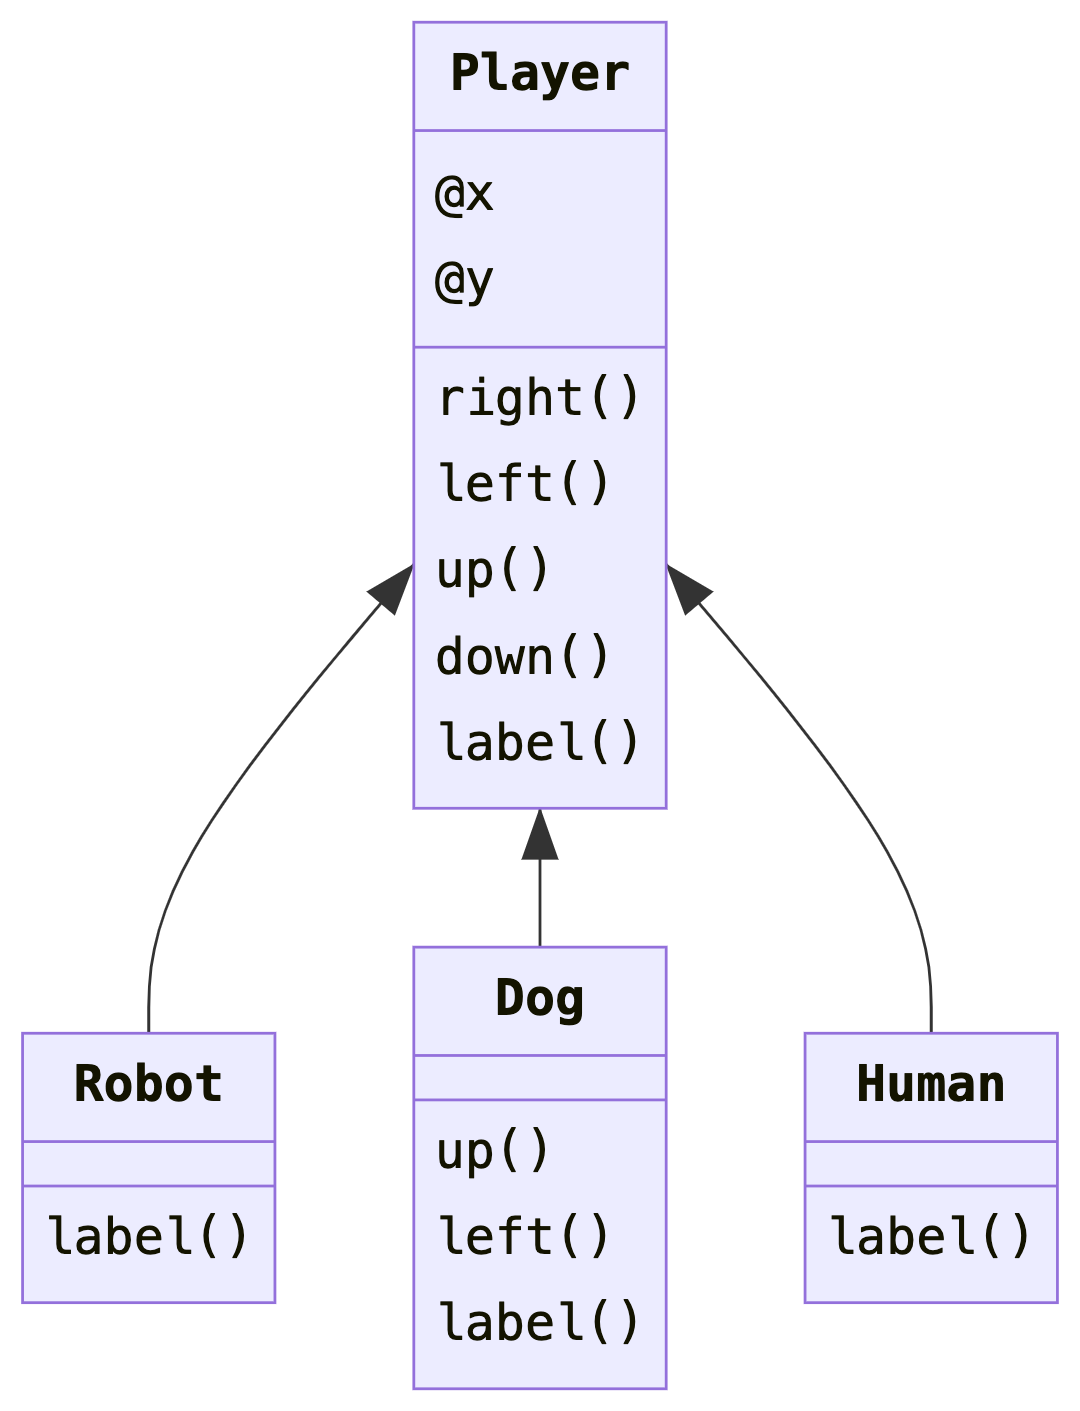 Player
@x
@y
right()
left()
up()
down()
label()
Robot
label()
Dog
up()
left()
label()
Human
label()